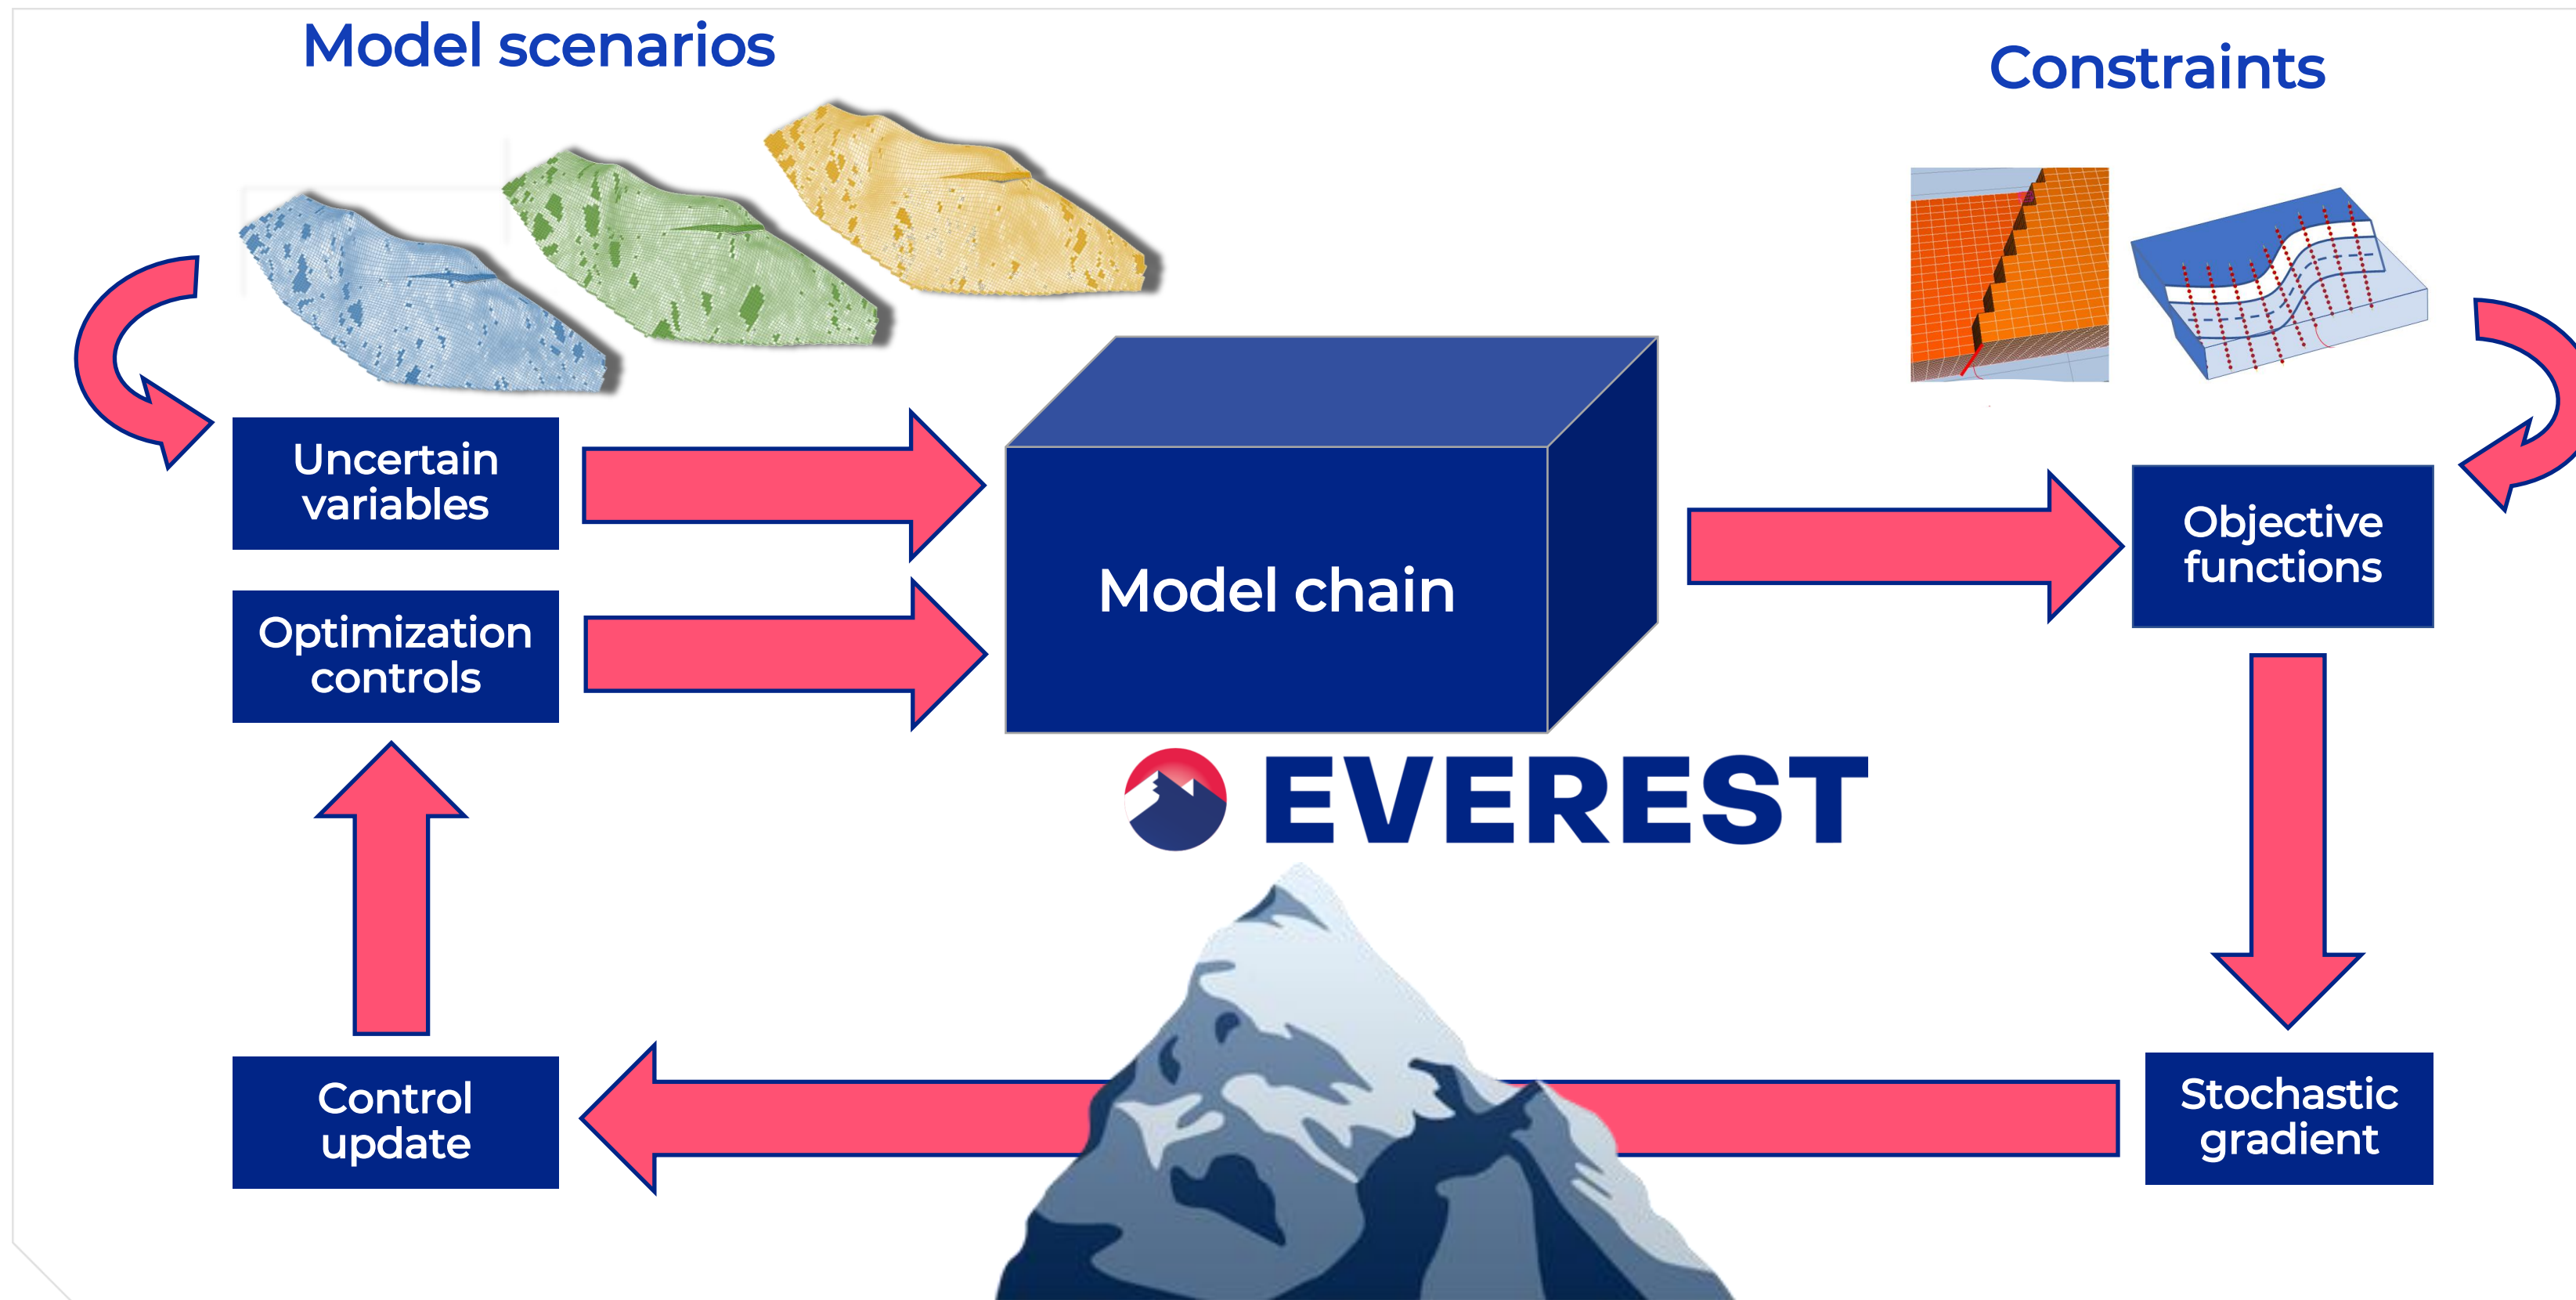 Model scenarios
Constraints
Uncertain
variables
Optimization
controls
Model chain
Objective
functions
EVEREST
Control
update
Stochastic
gradient